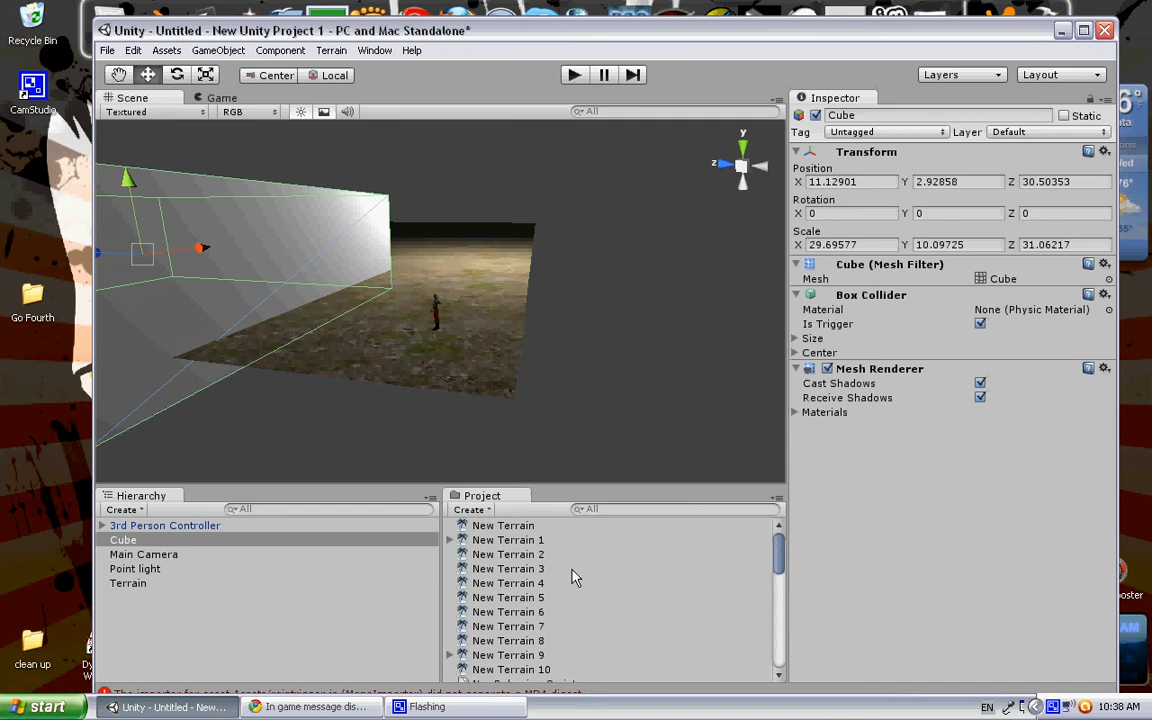 Recycle Bin
CamStudio
Go Fourth
clean up
Unity - Untitled - New Unity Project 1 - PC and Mac Standalone*
File Edit Assets GameObject Component Terrain Window Help
Center Local Layers Layout
Scene Game
Textured RGB All
y
z
Inspector
Cube Static
Tag Untagged Layer Default
Transform
Position
X 11.12901 Y 2.92858 Z 30.50353
Rotation
X 0 Y 0 Z 0
Scale
X 29.69577 Y 10.09725 Z 31.06217
Cube (Mesh Filter)
Mesh Cube
Box Collider
Material None (Physic Material)
Is Trigger
Size
Center
Mesh Renderer
Cast Shadows
Receive Shadows
Materials
Hierarchy
Create All
3rd Person Controller
Cube
Main Camera
Point light
Terrain
Project
Create All
New Terrain
New Terrain 1
New Terrain 2
New Terrain 3
New Terrain 4
New Terrain 5
New Terrain 6
New Terrain 7
New Terrain 8
New Terrain 9
New Terrain 10
start Unity - Untitled - New... In game message dis... Flashing EN 10:38 AM